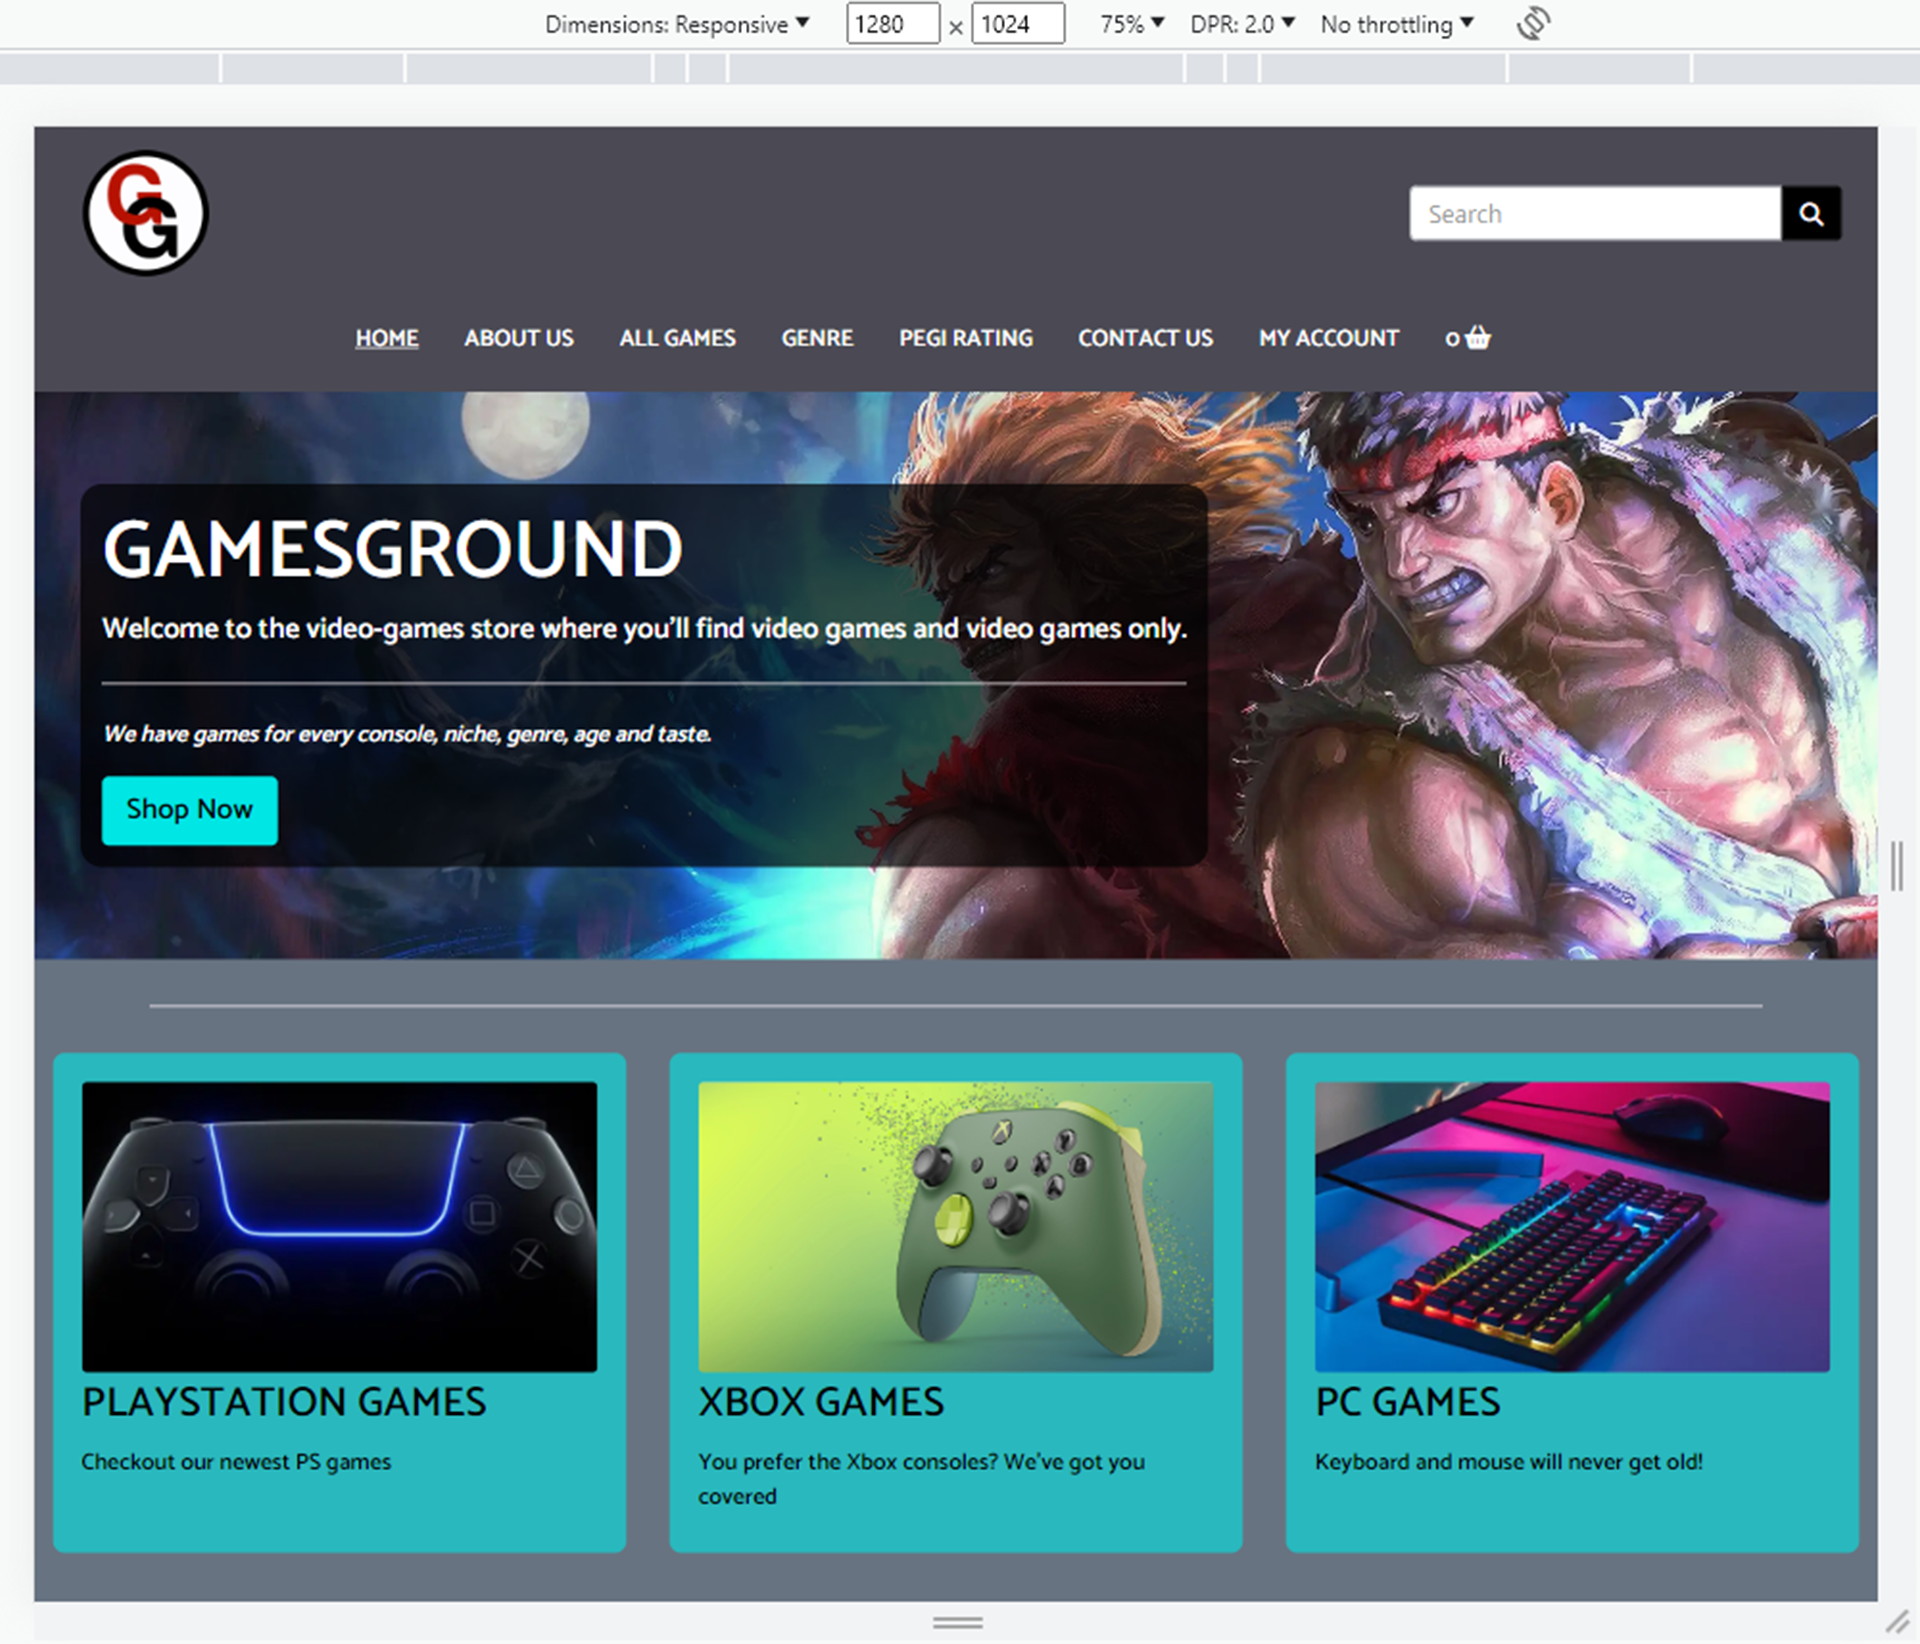 Dimensions: Responsive 1280 × 1024 75% DPR: 2.0 No throttling
GG
Search
HOME ABOUT US ALL GAMES GENRE PEGI RATING CONTACT US MY ACCOUNT 0
GAMESGROUND
Welcome to the video-games store where you'll find video games and video games only.
We have games for every console, niche, genre, age and taste.
Shop Now
Y
X B
A
PLAYSTATION GAMES XBOX GAMES PC GAMES
Checkout our newest PS games You prefer the Xbox consoles? We've got you Keyboard and mouse will never get old!
covered